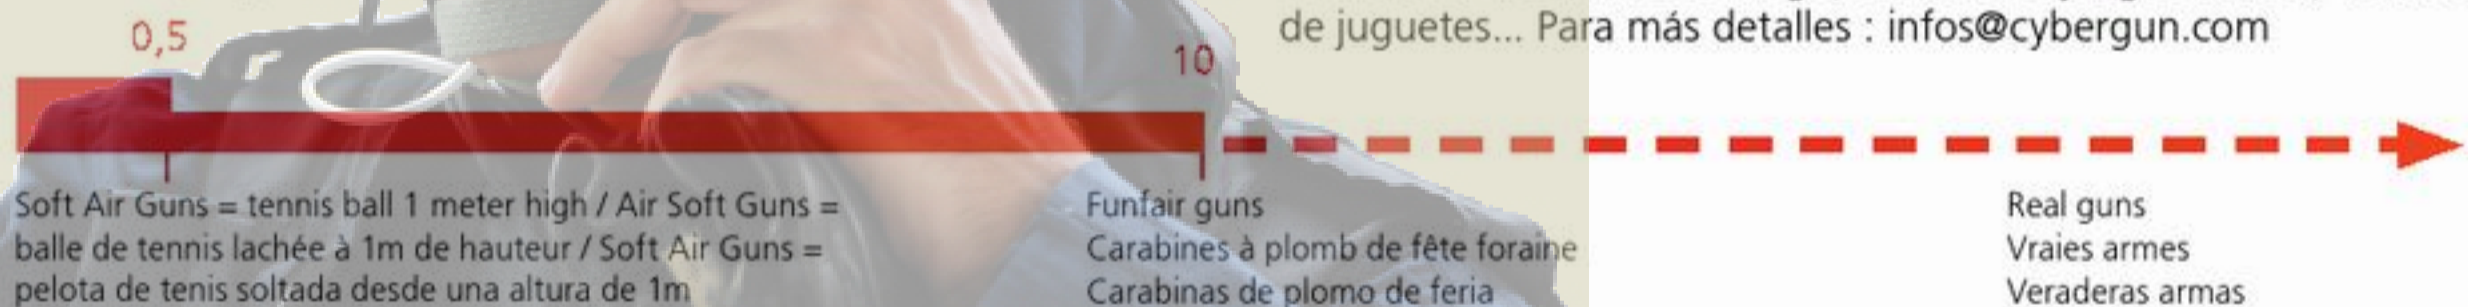 de juguetes... Para más detalles : infos@cybergun.com
0,5
10
Soft Air Guns = tennis ball 1 meter high / Air Soft Guns =
balle de tennis lachée à 1m de hauteur / Soft Air Guns =
pelota de tenis soltada desde una altura de 1m
Funfair guns
Carabines à plomb de fête foraine
Carabinas de plomo de feria
Real guns
Vraies armes
Veraderas armas